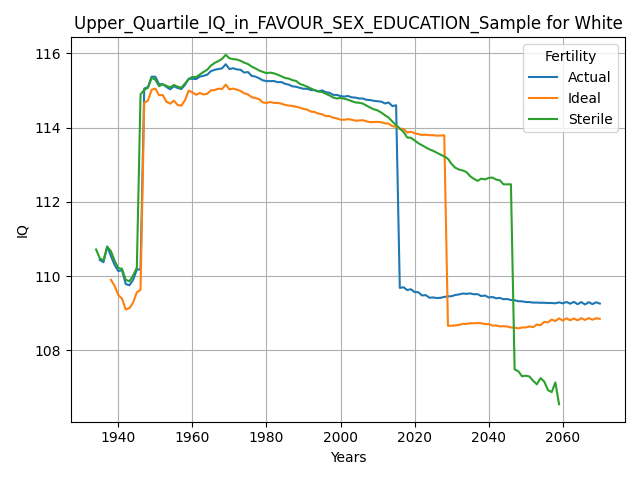 Upper_Quartile_IQ_in_FAVOUR_SEX_EDUCATION_Sample for White
Fertility
Actual
Ideal
Sterile
IQ
116
114
112
110
108
1940 1960 1980 2000 2020 2040 2060
Years